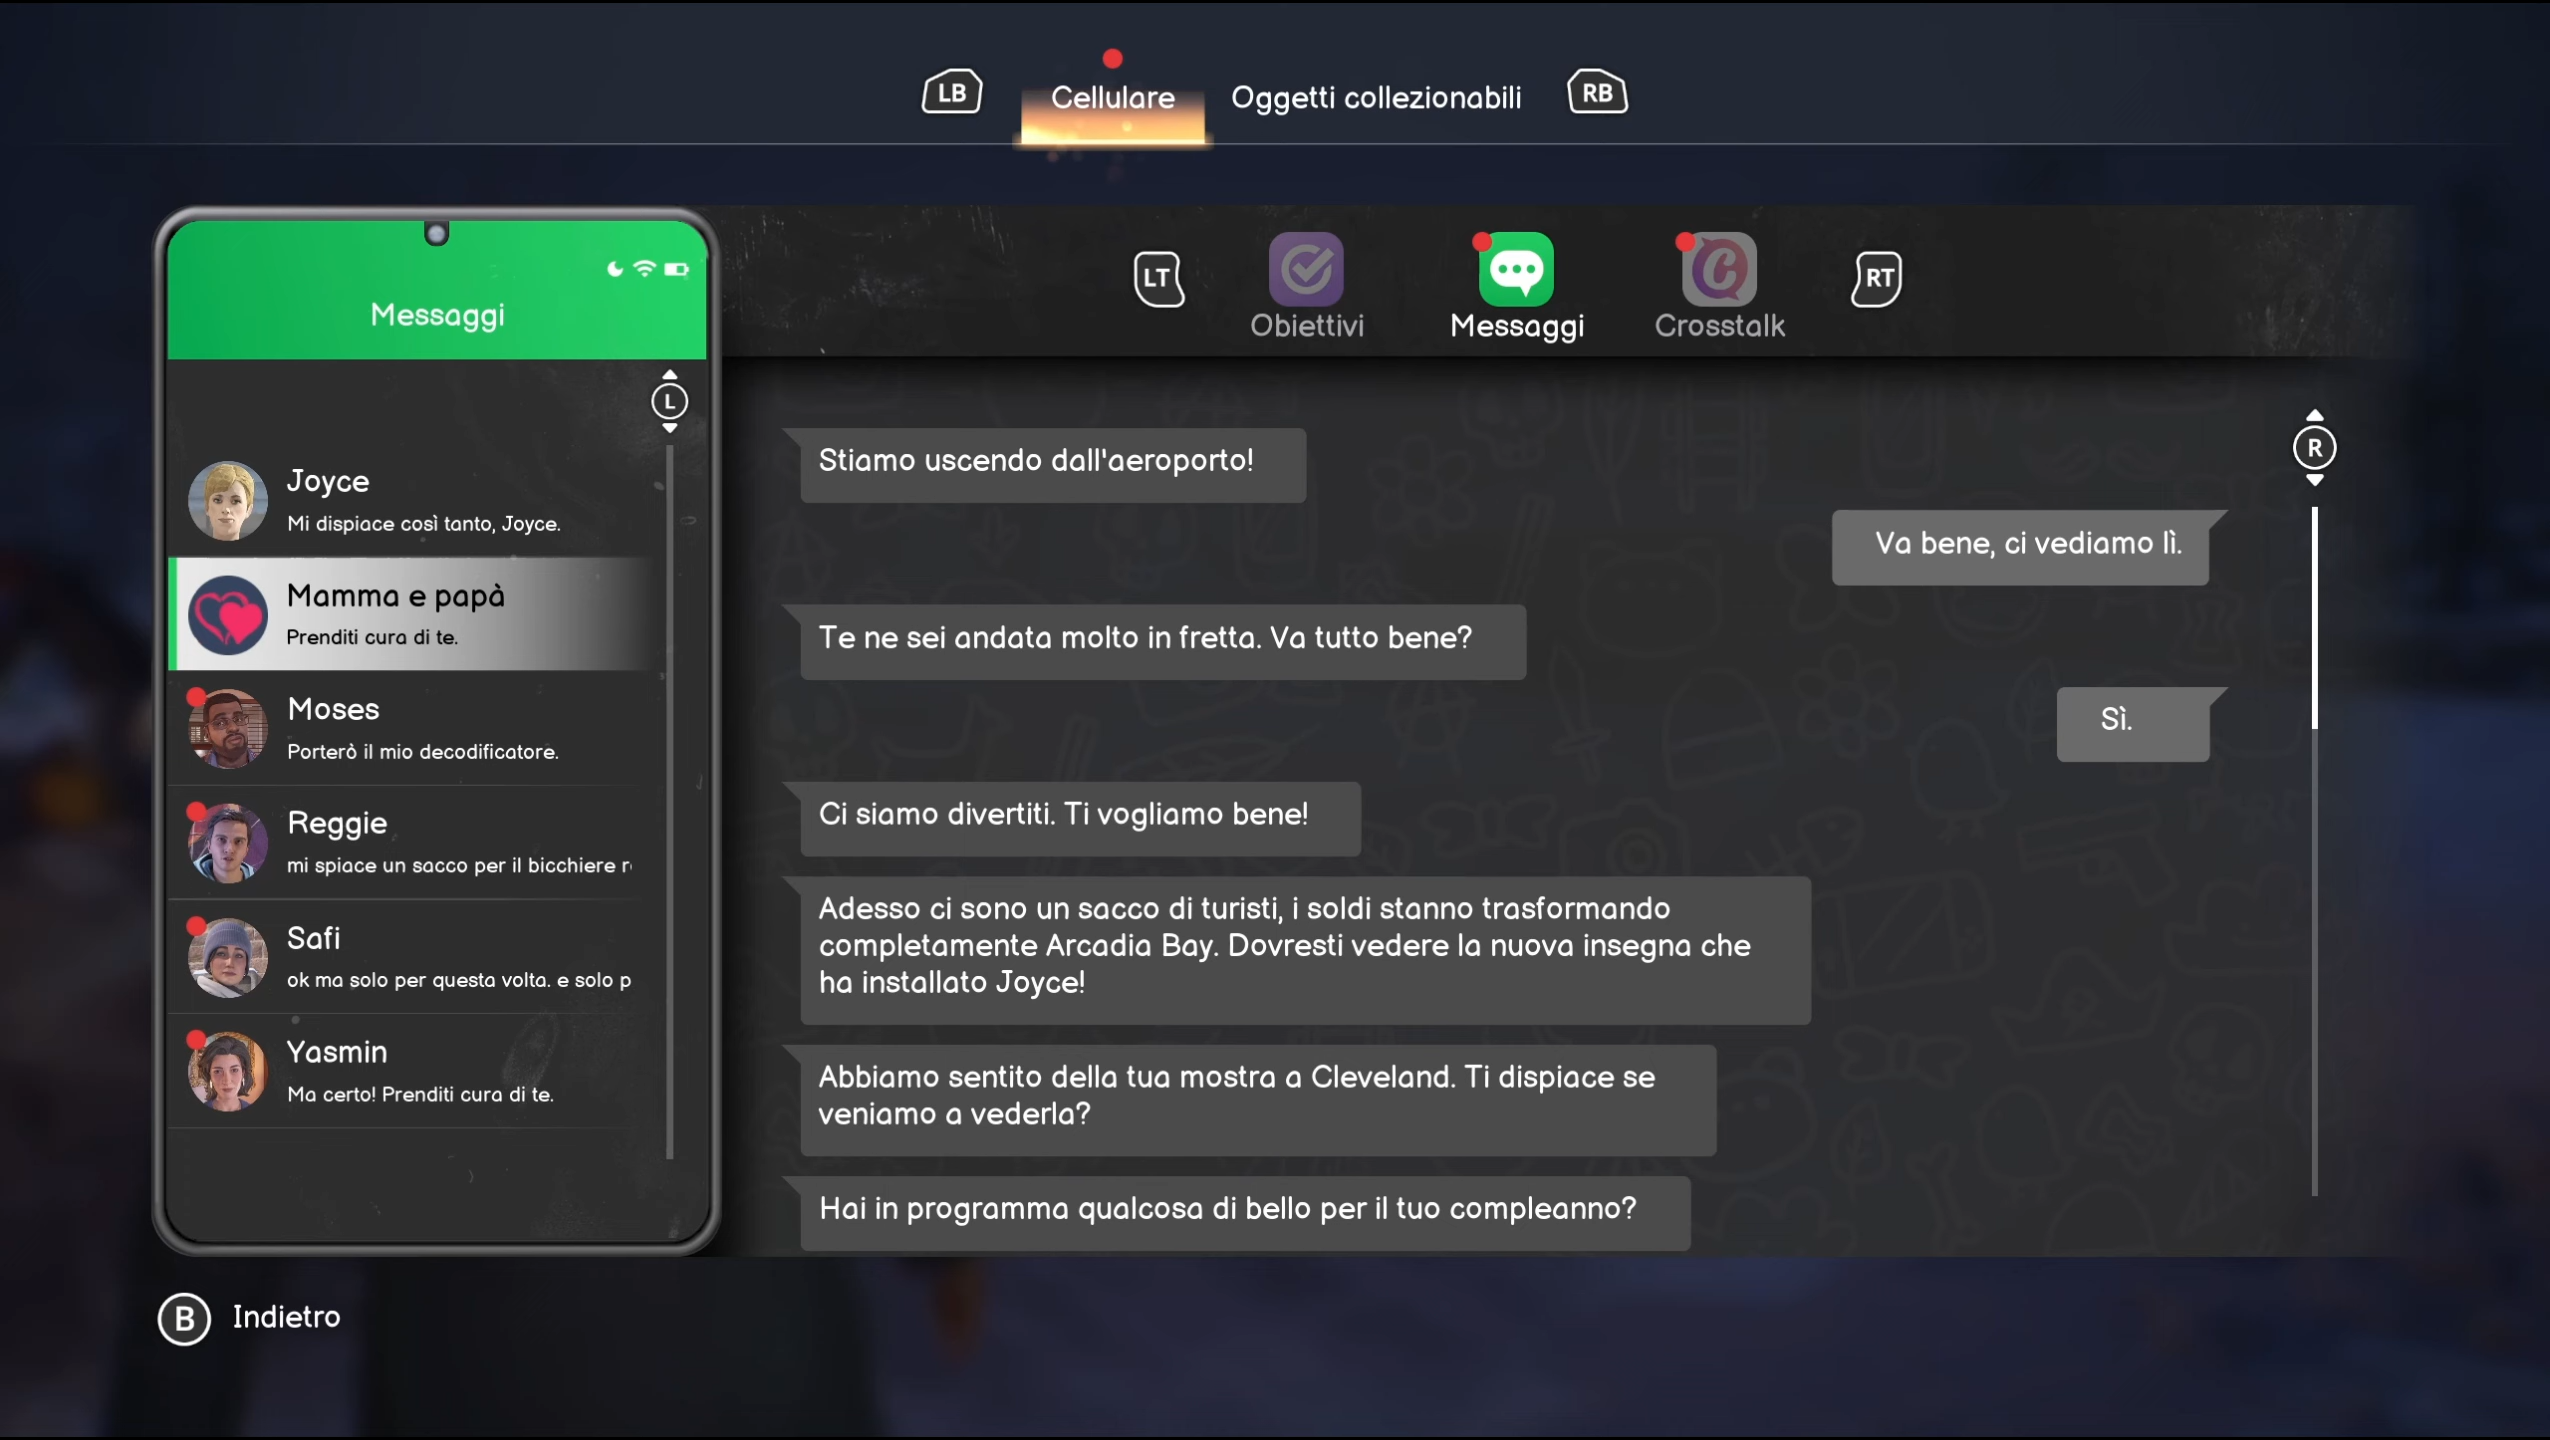 LB
Cellulare
Oggetti collezionabili
RB
Messaggi
LT
Obiettivi
Messaggi
Crosstalk
RT
L
Joyce
Mi dispiace così tanto, Joyce.
Mamma e papà
Prenditi cura di te.
Moses
Porterò il mio decodificatore.
Reggie
mi spiace un sacco per il bicchiere r
Safi
ok ma solo per questa volta. e solo p
Yasmin
Ma certo! Prenditi cura di te.
R
Stiamo uscendo dall'aeroporto!
Va bene, ci vediamo lì.
Te ne sei andata molto in fretta. Va tutto bene?
Sì.
Ci siamo divertiti. Ti vogliamo bene!
Adesso ci sono un sacco di turisti, i soldi stanno trasformando
completamente Arcadia Bay. Dovresti vedere la nuova insegna che
ha installato Joyce!
Abbiamo sentito della tua mostra a Cleveland. Ti dispiace se
veniamo a vederla?
Hai in programma qualcosa di bello per il tuo compleanno?
B
Indietro